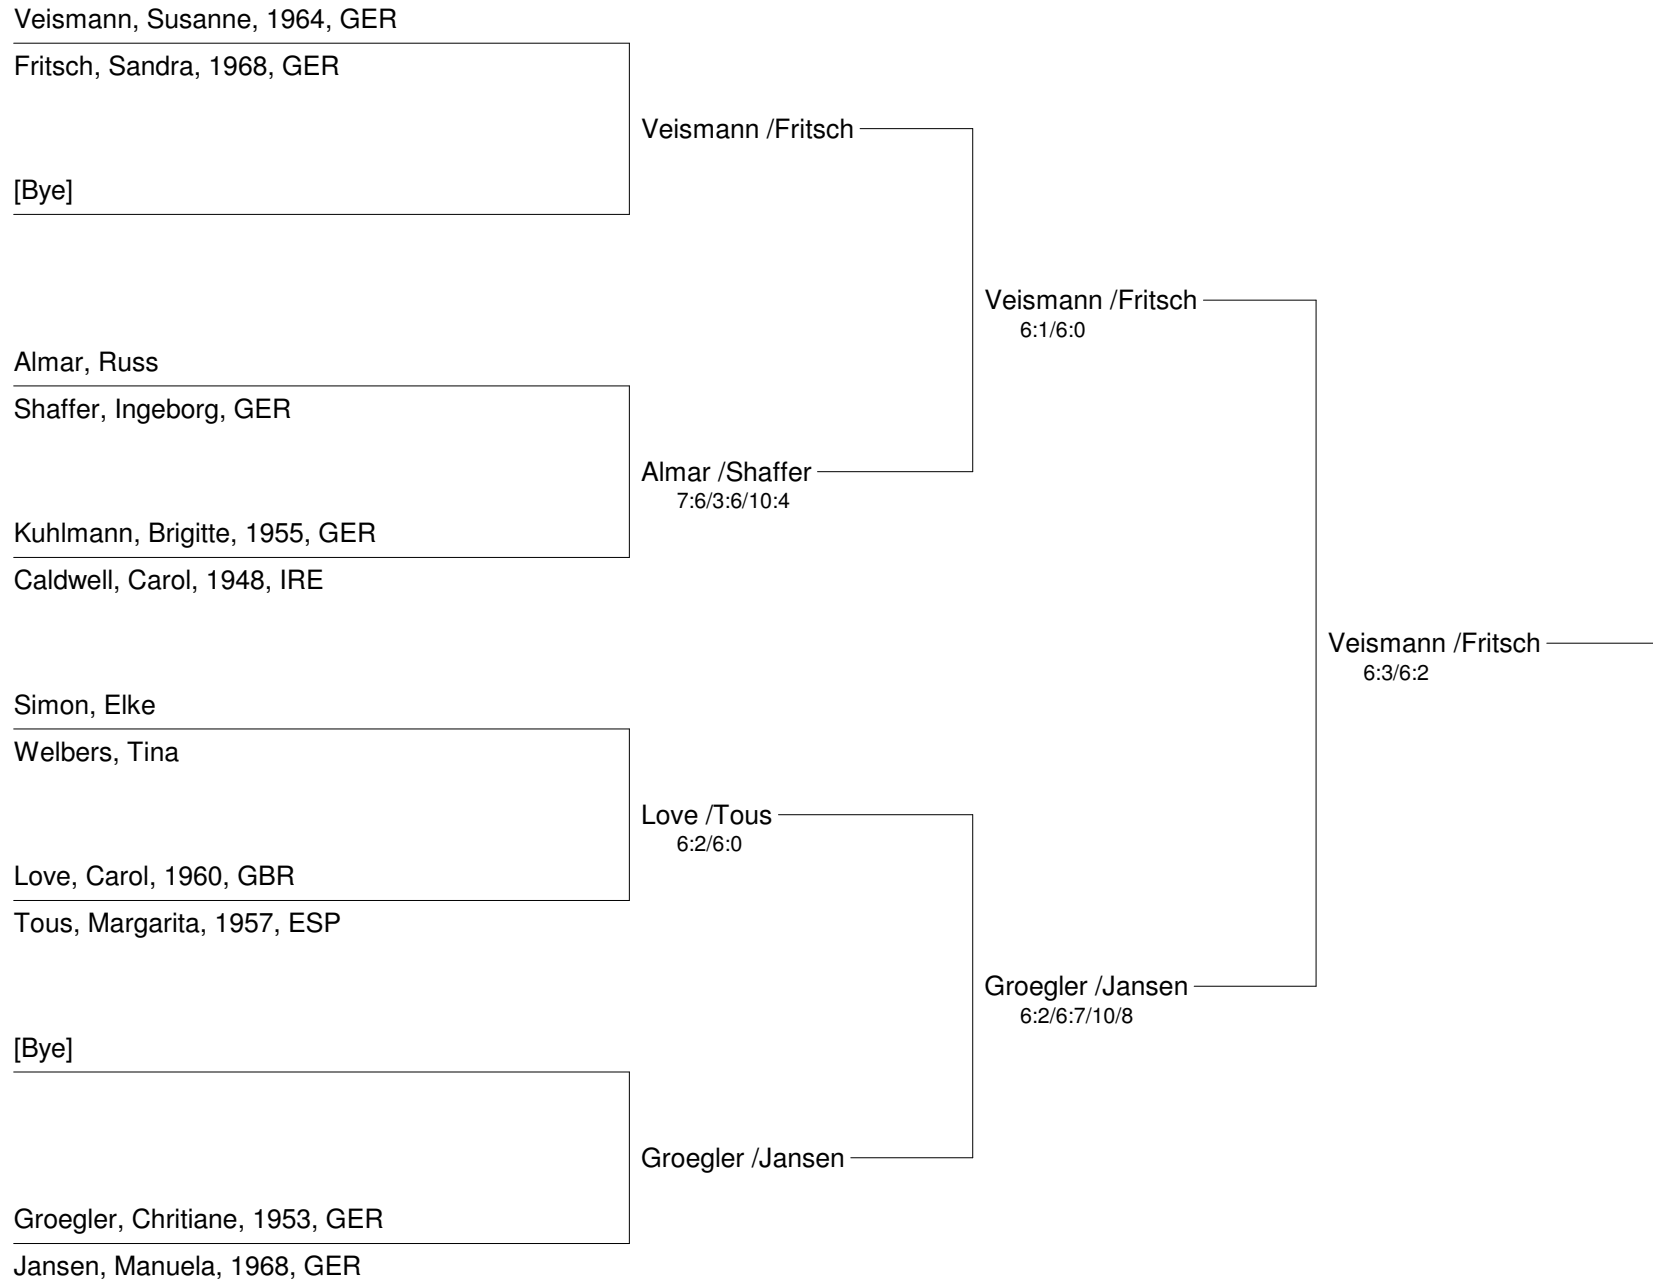 Veismann, Susanne, 1964, GER
Fritsch, Sandra, 1968, GER
Veismann /Fritsch
[Bye]
Veismann /Fritsch
6:1/6:0
Almar, Russ
Shaffer, Ingeborg, GER
Almar /Shaffer
7:6/3:6/10:4
Kuhlmann, Brigitte, 1955, GER
Caldwell, Carol, 1948, IRE
Veismann /Fritsch
6:3/6:2
Simon, Elke
Welbers, Tina
Love /Tous
6:2/6:0
Love, Carol, 1960, GBR
Tous, Margarita, 1957, ESP
Groegler /Jansen
6:2/6:7/10/8
[Bye]
Groegler /Jansen
Groegler, Chritiane, 1953, GER
Jansen, Manuela, 1968, GER